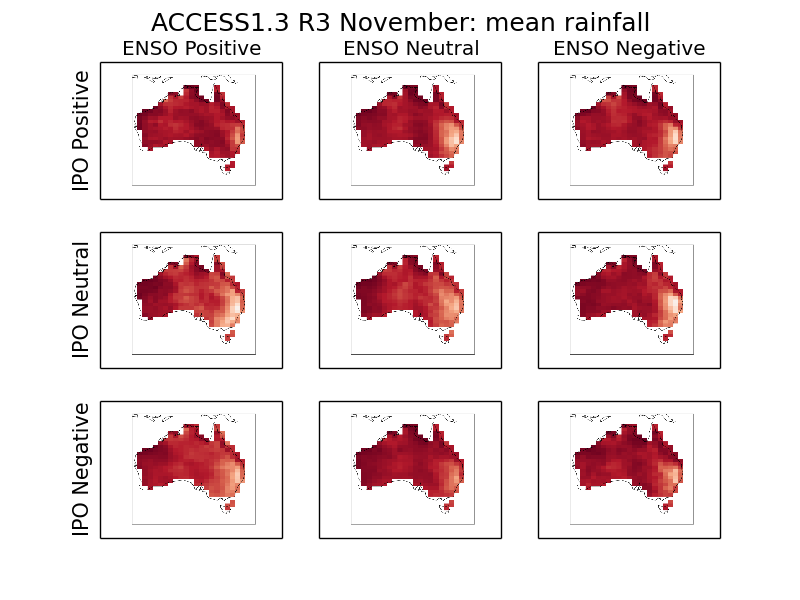 ACCESS1.3 R3 November: mean rainfall
ENSO Positive
ENSO Neutral
ENSO Negative
IPO Positive
IPO Neutral
IPO Negative